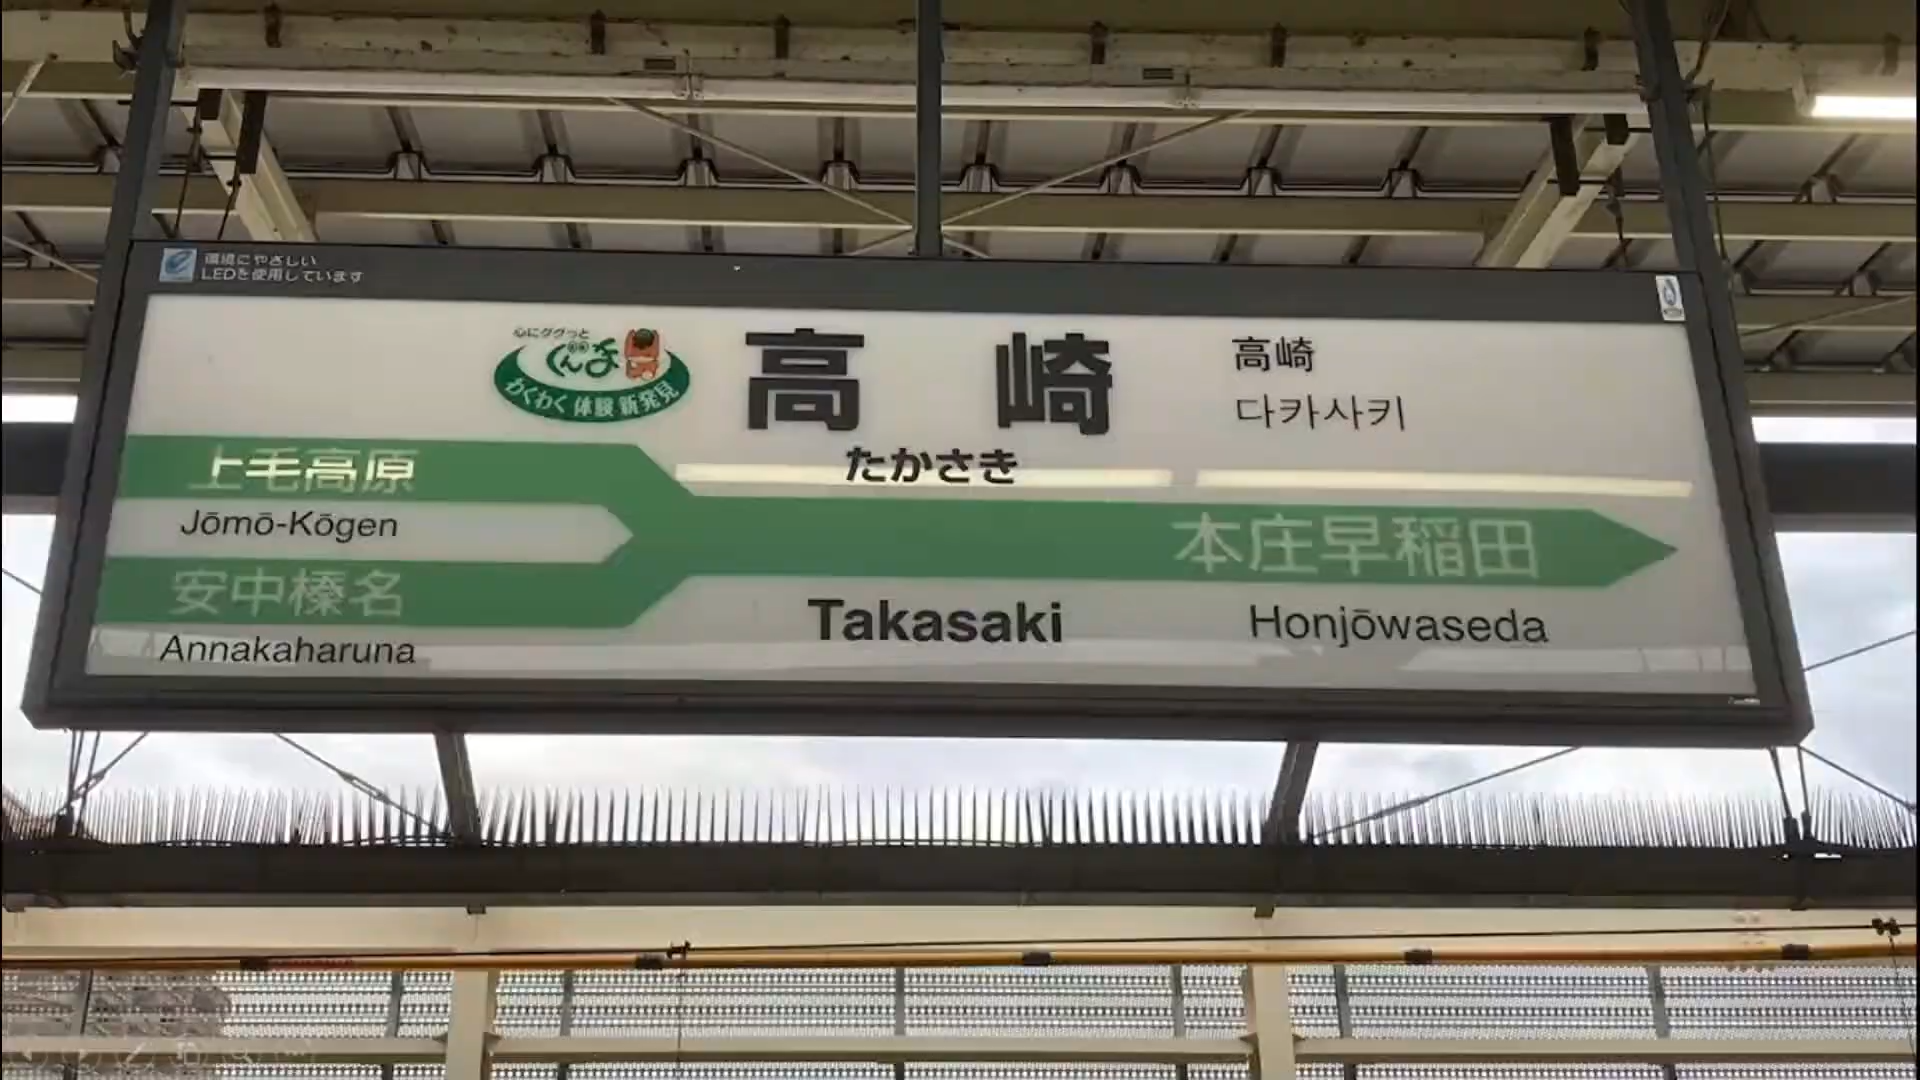 環境にやさしい
LEDを使用しています
心にググっと
ぐんま
わくわく 体験 新発見
高崎
高崎
다카사키
たかさき
上毛高原
Jōmō-Kōgen
本庄早稲田
安中榛名
Takasaki
Honjōwaseda
Annakaharuna